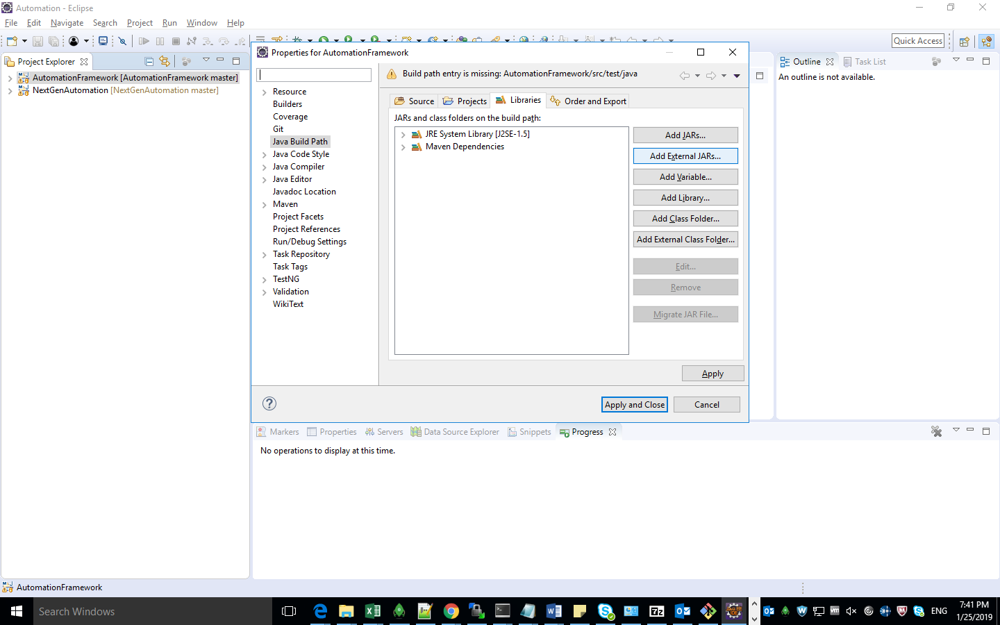 Automation - Eclipse
File Edit Navigate Search Project Run Window Help
Quick Access
Project Explorer
AutomationFramework [AutomationFramework master]
NextGenAutomation [NextGenAutomation master]
Properties for AutomationFramework
Resource
Builders
Coverage
Git
Java Build Path
Java Code Style
Java Compiler
Java Editor
Javadoc Location
Maven
Project Facets
Project References
Run/Debug Settings
Task Repository
Task Tags
TestNG
Validation
WikiText
Build path entry is missing: AutomationFramework/src/test/java
Source Projects Libraries Order and Export
JARs and class folders on the build path:
JRE System Library [J2SE-1.5]
Maven Dependencies
Add JARs...
Add External JARs...
Add Variable...
Add Library...
Add Class Folder...
Add External Class Folder...
Edit...
Remove
Migrate JAR File...
Apply
Apply and Close Cancel
Outline Task List
An outline is not available.
Markers Properties Servers Data Source Explorer Snippets Progress
No operations to display at this time.
AutomationFramework
Search Windows
ENG
7:41 PM
1/25/2019